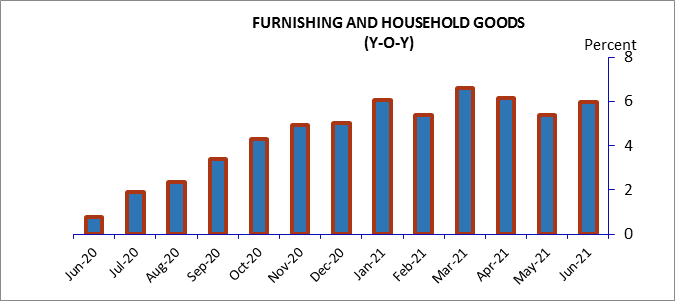 FURNISHING AND HOUSEHOLD GOODS
(Y-O-Y)
Percent
8
6
4
2
0
Jun-20
Jul-20
Aug-20
Sep-20
Oct-20
Nov-20
Dec-20
Jan-21
Feb-21
Mar-21
Apr-21
May-21
Jun-21